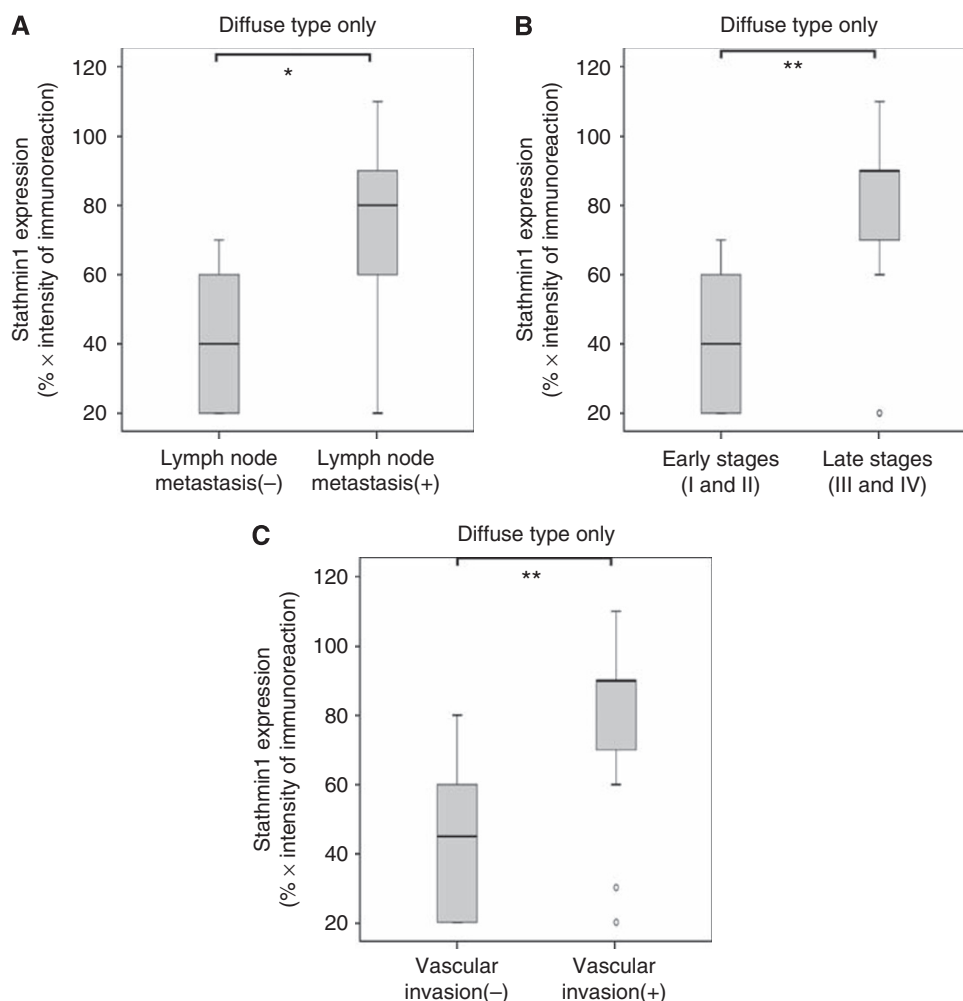 A
Diffuse type only
Stathmin1 expression
(% × intensity of immunoreaction)
120
100
80
60
40
20
*
Lymph node
metastasis(–)
Lymph node
metastasis(+)
B
Diffuse type only
Stathmin1 expression
(% × intensity of immunoreaction)
120
100
80
60
40
20
**
Early stages
(I and II)
Late stages
(III and IV)
C
Diffuse type only
Stathmin1 expression
(% × intensity of immunoreaction)
120
100
80
60
40
20
**
Vascular
invasion(–)
Vascular
invasion(+)